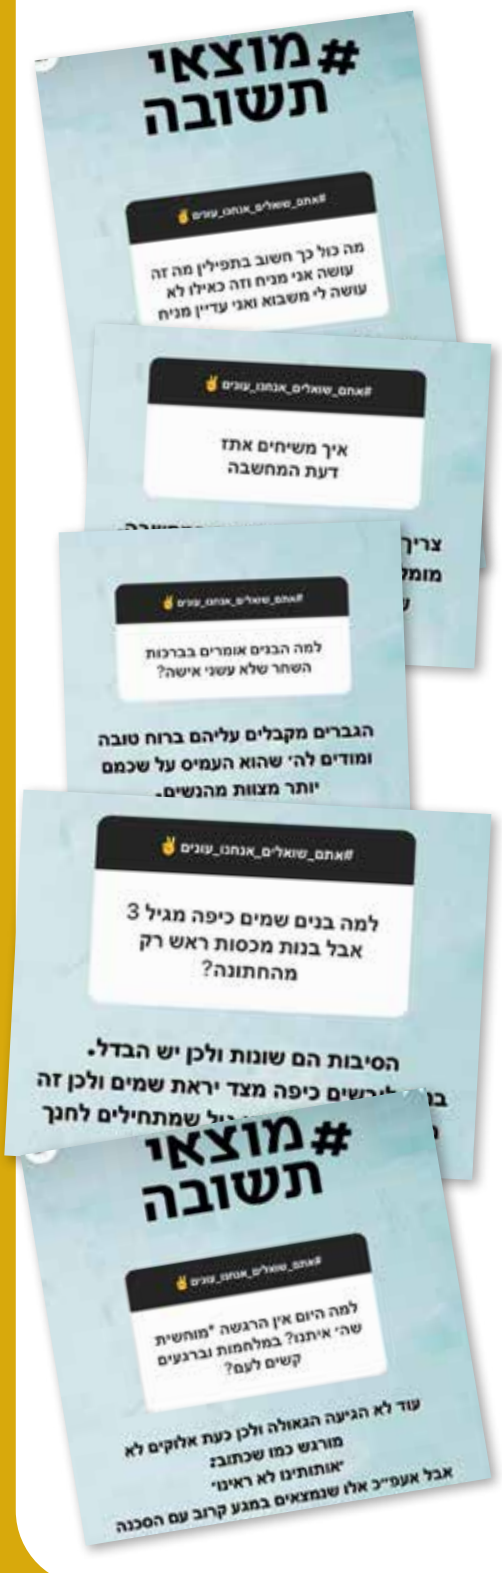 #מוצאי
תשובה
#אתם_שואלים_אנחנו_עונים ✌
מה כול כך חשוב בתפילין מה זה
עושה אני מניח וזה כאילו לא
עושה לי משבוא ואני עדיין מניח
#אתם_שואלים_אנחנו_עונים ✌
איך משיחים אתז
דעת המחשבה
צריך
#אתם_שואלים_אנחנו_עונים ✌
למה הבנים אומרים בברכות
השחר שלא עשני אישה?
הגברים מקבלים עליהם ברוח טובה
ומודים לה׳ שהוא העמיס על שכמם
יותר מצוות מהנשים.
#אתם_שואלים_אנחנו_עונים ✌
למה בנים שמים כיפה מגיל 3
אבל בנות מכסות ראש רק
מהחתונה?
הסיבות הם שונות ולכן יש הבדל.
כיפה מצד יראת שמים ולכן זה
שמתחילים לחנך
#מוצאי
תשובה
#אתם_שואלים_אנחנו_עונים ✌
למה היום אין הרגשה *מוחשית
שה׳ איתנו? במלחמות וברגעים
קשים לעם?
עוד לא הגיעה הגאולה ולכן כעת אלוקים לא
מורגש כמו שכתוב:
״אותותינו לא ראינו״
אבל אעפ״כ אלו שנמצאים במגע קרוב עם הסכנה